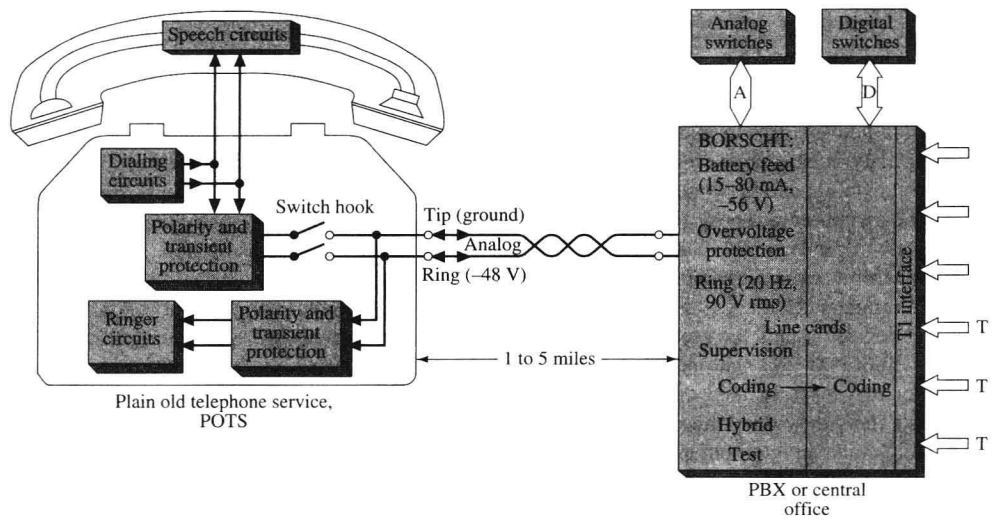 Speech circuits
Dialing
circuits
Polarity and
transient
protection
Switch hook
Ringer
circuits
Polarity and
transient
protection
Tip (ground)
Analog
Ring (–48 V)
1 to 5 miles
Plain old telephone service,
POTS
Analog
switches
Digital
switches
A
D
BORSCHT:
Battery feed
(15–80 mA,
–56 V)
Overvoltage
protection
Ring (20 Hz,
90 V rms)
Line cards
Supervision
Coding
Coding
Hybrid
Test
T1 interface
T
T
T
PBX or central
office